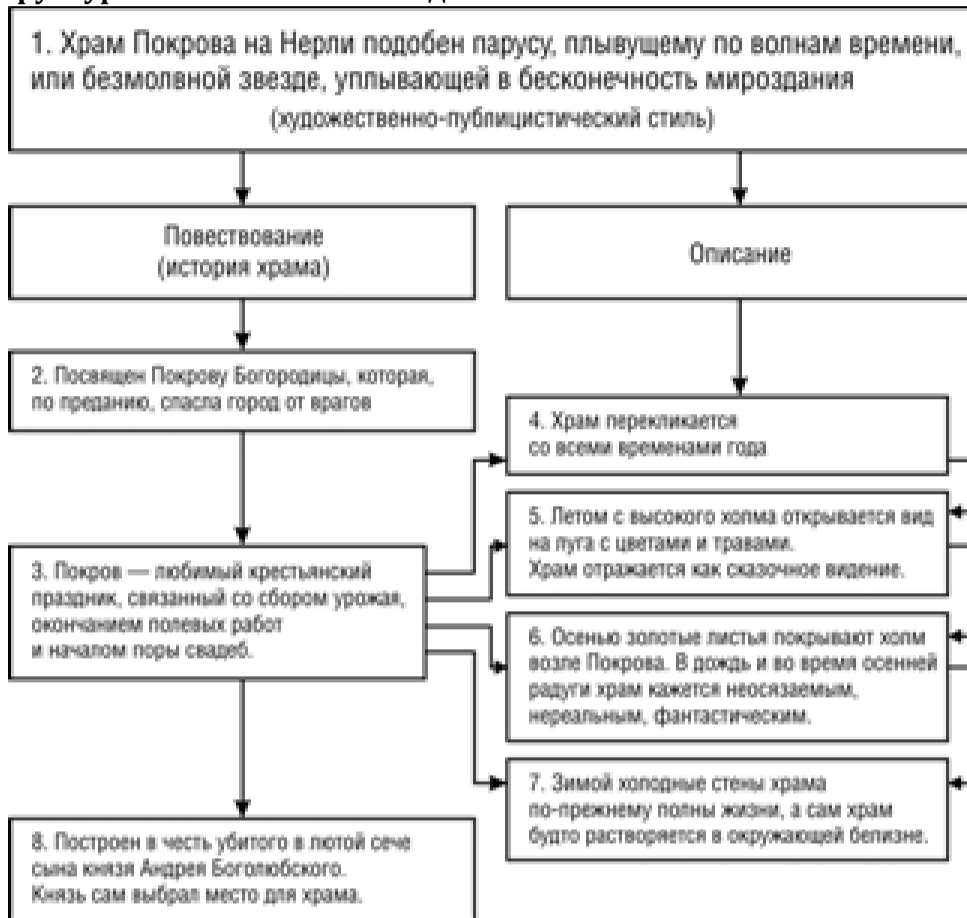 1. Храм Покрова на Нерли подобен парусу, плывущему по волнам времени,
или безмолвной звезде, уплывающей в бесконечность мироздания
(художественно-публицистический стиль)
Повествование
(история храма)
Описание
2. Посвящен Покрову Богородицы, которая,
по преданию, спасла город от врагов
4. Храм перекликается
со всеми временами года
5. Летом с высокого холма открывается вид
на луга с цветами и травами.
Храм отражается как сказочное видение.
3. Покров — любимый крестьянский
праздник, связанный со сбором урожая,
окончанием полевых работ
и началом поры свадеб.
6. Осенью золотые листья покрывают холм
возле Покрова. В дождь и во время осенней
радуги храм кажется неосязаемым,
нереальным, фантастическим.
7. Зимой холодные стены храма
по-прежнему полны жизни, а сам храм
будто растворяется в окружающей белизне.
8. Построен в честь убитого в лютой сече
сына князя Андрея Боголюбского.
Князь сам выбрал место для храма.